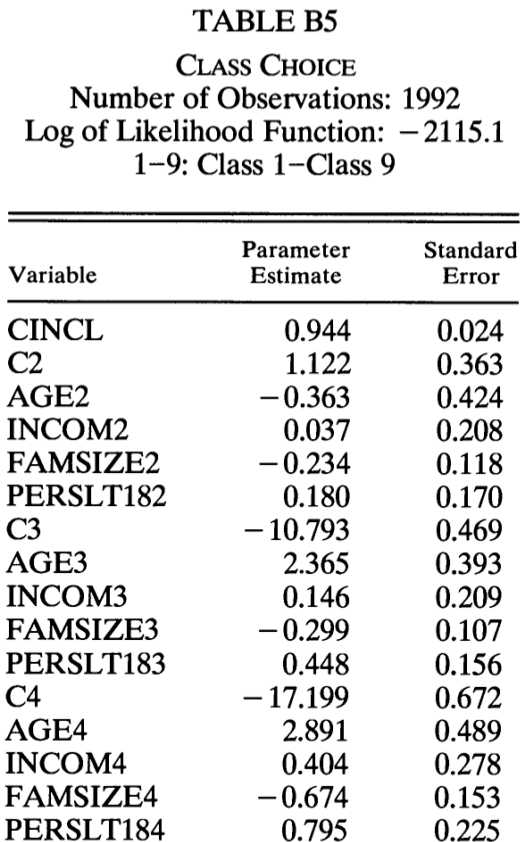 TABLE B5
CLASS CHOICE
Number of Observations: 1992
Log of Likelihood Function: −2115.1
1–9: Class 1–Class 9
Variable Parameter Estimate Standard Error
CINCL 0.944 0.024
C2 1.122 0.363
AGE2 −0.363 0.424
INCOM2 0.037 0.208
FAMSIZE2 −0.234 0.118
PERSLT182 0.180 0.170
C3 −10.793 0.469
AGE3 2.365 0.393
INCOM3 0.146 0.209
FAMSIZE3 −0.299 0.107
PERSLT183 0.448 0.156
C4 −17.199 0.672
AGE4 2.891 0.489
INCOM4 0.404 0.278
FAMSIZE4 −0.674 0.153
PERSLT184 0.795 0.225